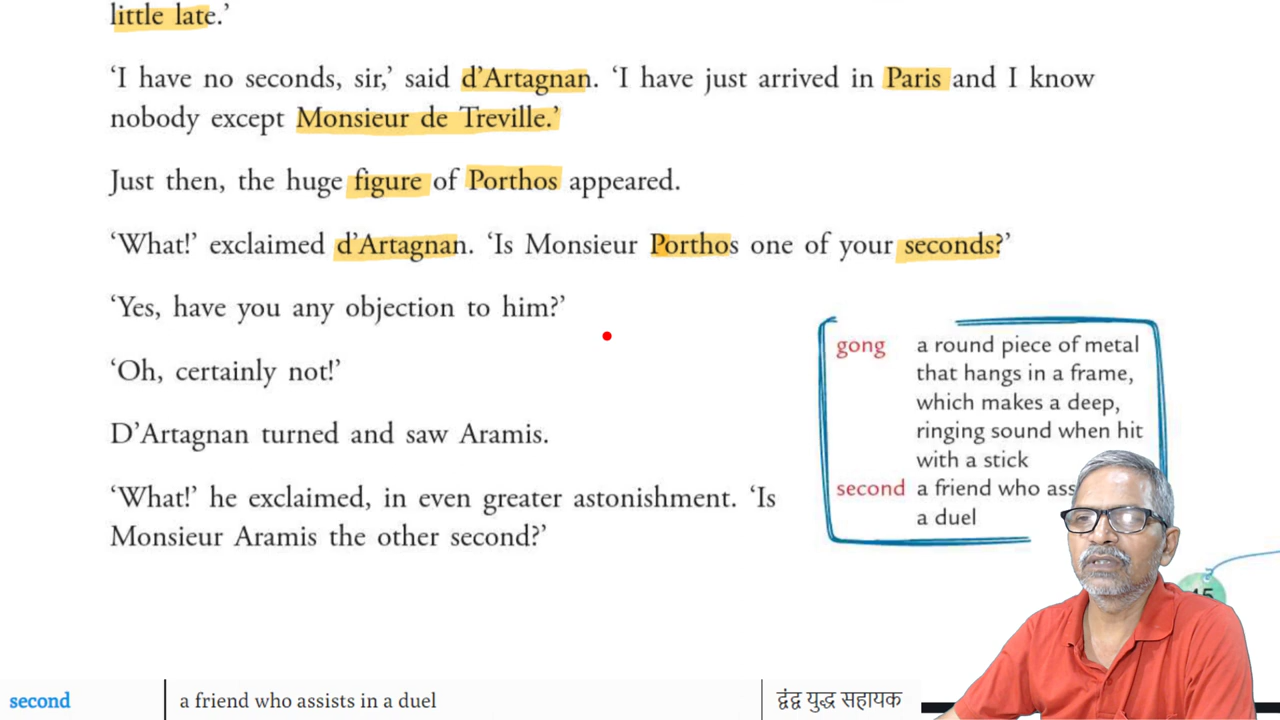 little late.’
‘I have no seconds, sir,’ said d’Artagnan. ‘I have just arrived in Paris and I know
nobody except Monsieur de Treville.’
Just then, the huge figure of Porthos appeared.
‘What!’ exclaimed d’Artagnan. ‘Is Monsieur Porthos one of your seconds?’
‘Yes, have you any objection to him?’
‘Oh, certainly not!’
D’Artagnan turned and saw Aramis.
‘What!’ he exclaimed, in even greater astonishment. ‘Is
Monsieur Aramis the other second?’
gong a round piece of metal
that hangs in a frame,
which makes a deep,
ringing sound when hit
with a stick
second a friend who
a duel
second a friend who assists in a duel द्वंद्व युद्ध सहायक